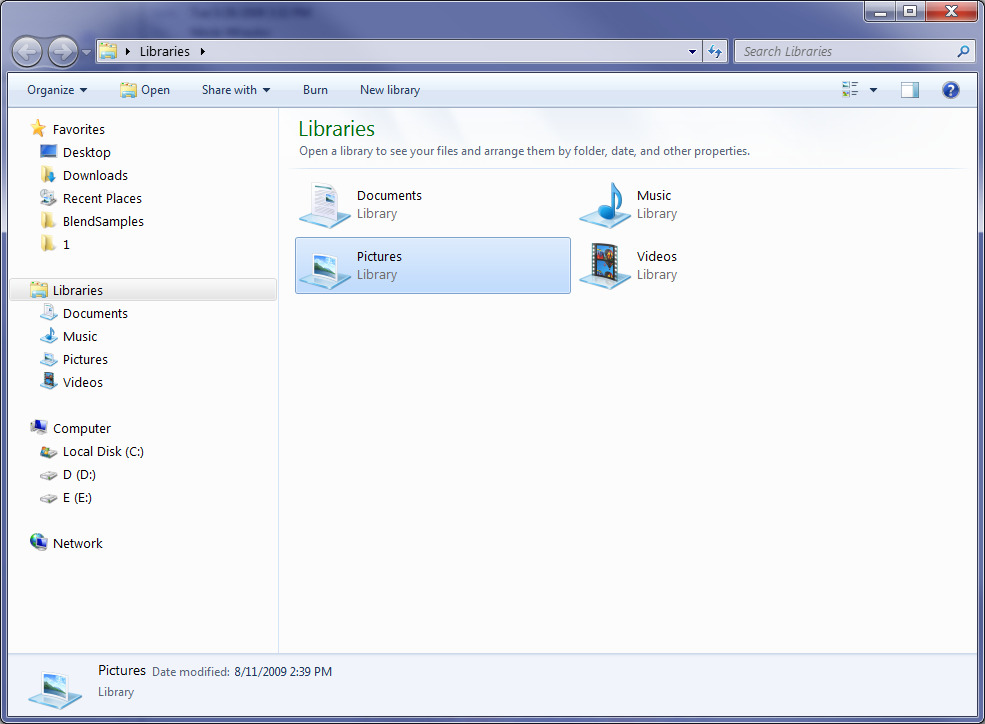 Libraries
Search Libraries
Organize
Open
Share with
Burn
New library
Favorites
Desktop
Downloads
Recent Places
BlendSamples
1
Libraries
Documents
Music
Pictures
Videos
Computer
Local Disk (C:)
D (D:)
E (E:)
Network
Libraries
Open a library to see your files and arrange them by folder, date, and other properties.
Documents
Library
Music
Library
Pictures
Library
Videos
Library
Pictures Date modified: 8/11/2009 2:39 PM
Library